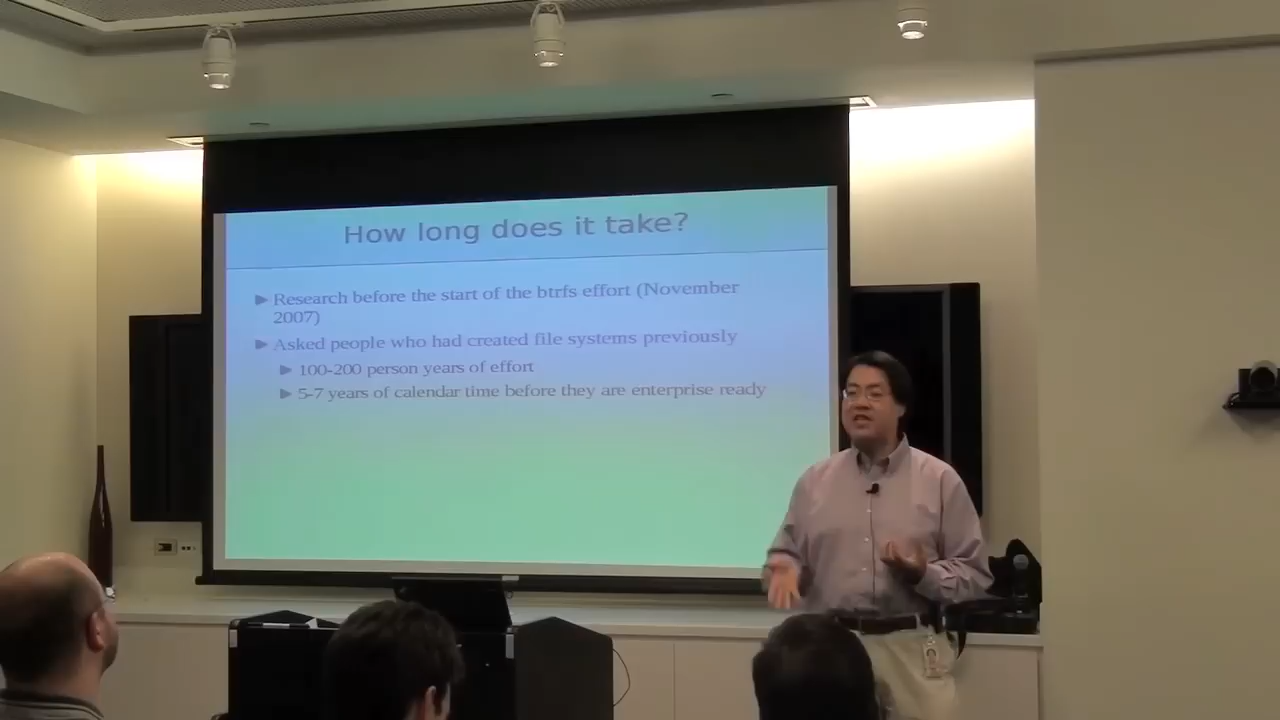 How long does it take?
Research before the start of the btrfs effort (November
2007)
Asked people who had created file systems previously
100-200 person years of effort
5-7 years of calendar time before they are enterprise ready